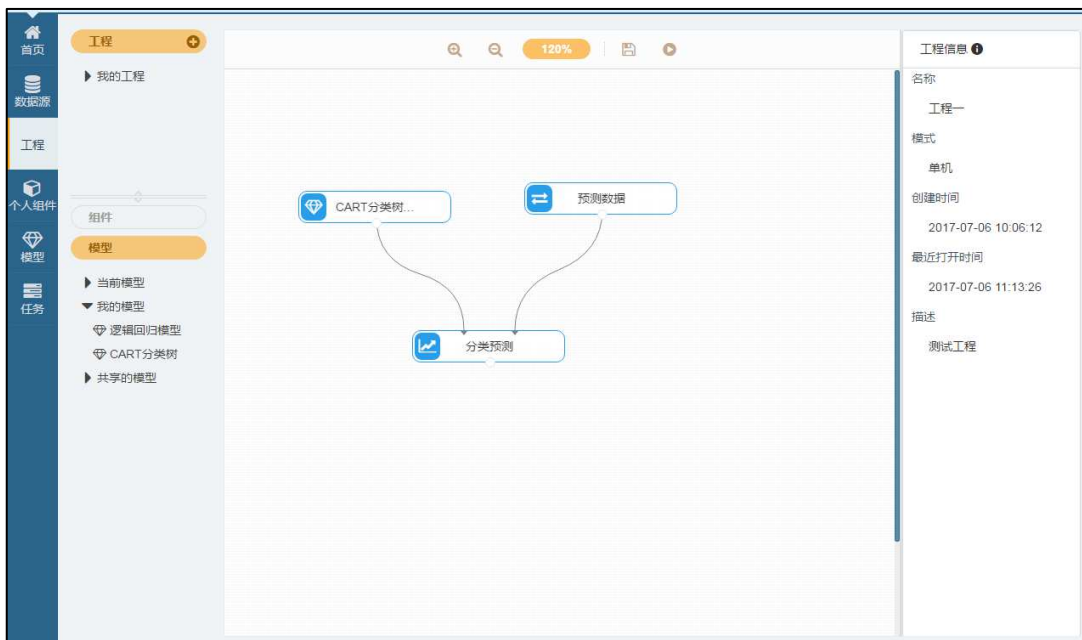 首页
数据源
工程
个人组件
模型
任务
工程
我的工程
组件
模型
当前模型
我的模型
逻辑回归模型
CART分类树
共享的模型
120%
CART分类树...
预测数据
分类预测
工程信息
名称
工程一
模式
单机
创建时间
2017-07-06 10:06:12
最近打开时间
2017-07-06 11:13:26
描述
测试工程